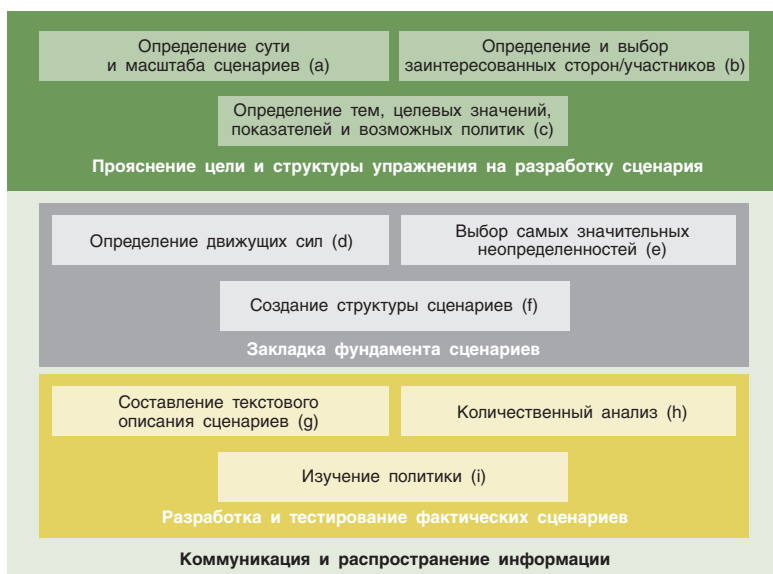 Определение сути
и масштаба сценариев (a)
Определение и выбор
заинтересованных сторон/участников (b)
Определение тем, целевых значений,
показателей и возможных политик (c)
Прояснение цели и структуры упражнения на разработку сценария
Определение движущих сил (d)
Выбор самых значительных
неопределенностей (e)
Создание структуры сценариев (f)
Закладка фундамента сценариев
Составление текстового
описания сценариев (g)
Количественный анализ (h)
Изучение политики (i)
Разработка и тестирование фактических сценариев
Коммуникация и распространение информации